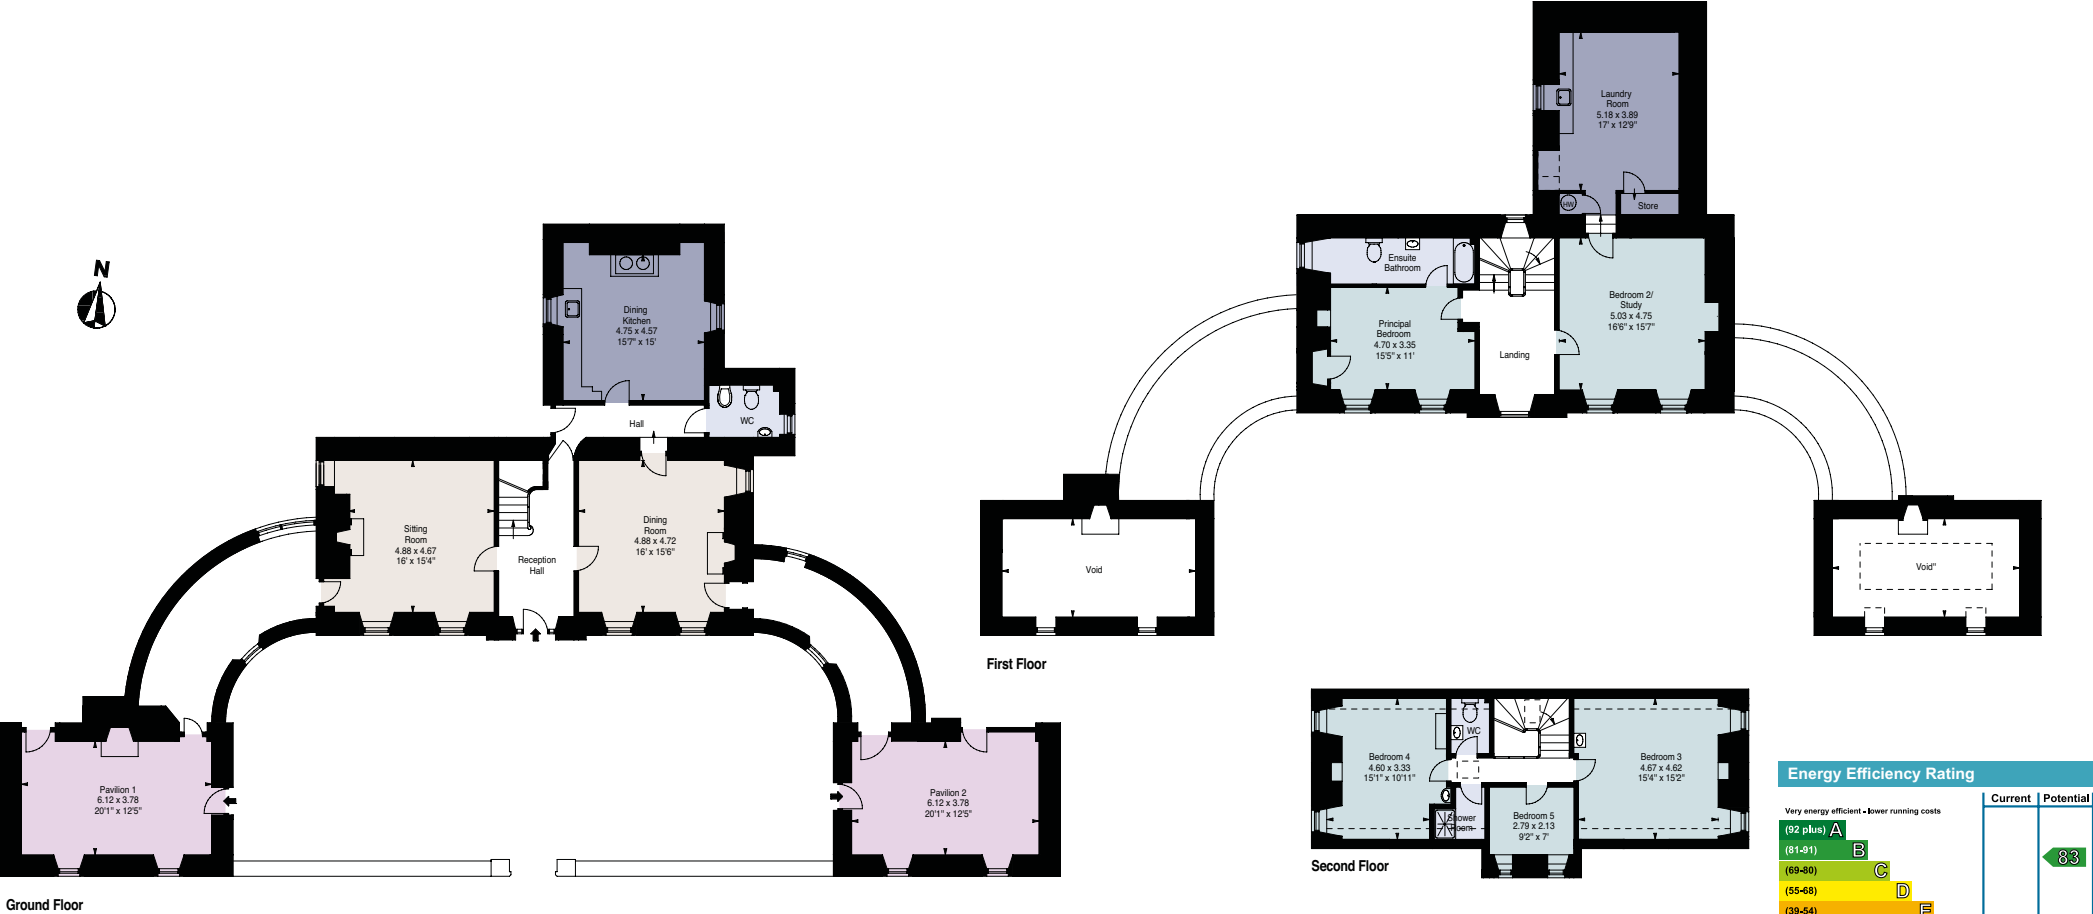 N
Dining
Kitchen
4.75 x 4.57
15'7" x 15'
Hall
WC
Sitting
Room
4.88 x 4.67
16' x 15'4"
Reception
Hall
Dining
Room
4.88 x 4.72
16' x 15'6"
Pavilion 1
6.12 x 3.78
20'1" x 12'5"
Pavilion 2
6.12 x 3.78
20'1" x 12'5"
Ground Floor
Laundry
Room
5.18 x 3.89
17' x 12'9"
HW
Store
Ensuite
Bathroom
Principal
Bedroom
4.70 x 3.35
15'5" x 11'
Landing
Bedroom 2/
Study
5.03 x 4.75
16'6" x 15'7"
Void
Void"
First Floor
Bedroom 4
4.60 x 3.33
15'1" x 10'11"
WC
Shower
Room
Bedroom 5
2.79 x 2.13
9'2" x 7'
Bedroom 3
4.67 x 4.62
15'4" x 15'2"
Second Floor
Energy Efficiency Rating
Current Potential
Very energy efficient - lower running costs
(92 plus) A
(81-91) B
83
(69-80) C
(55-68) D
(39-54) E